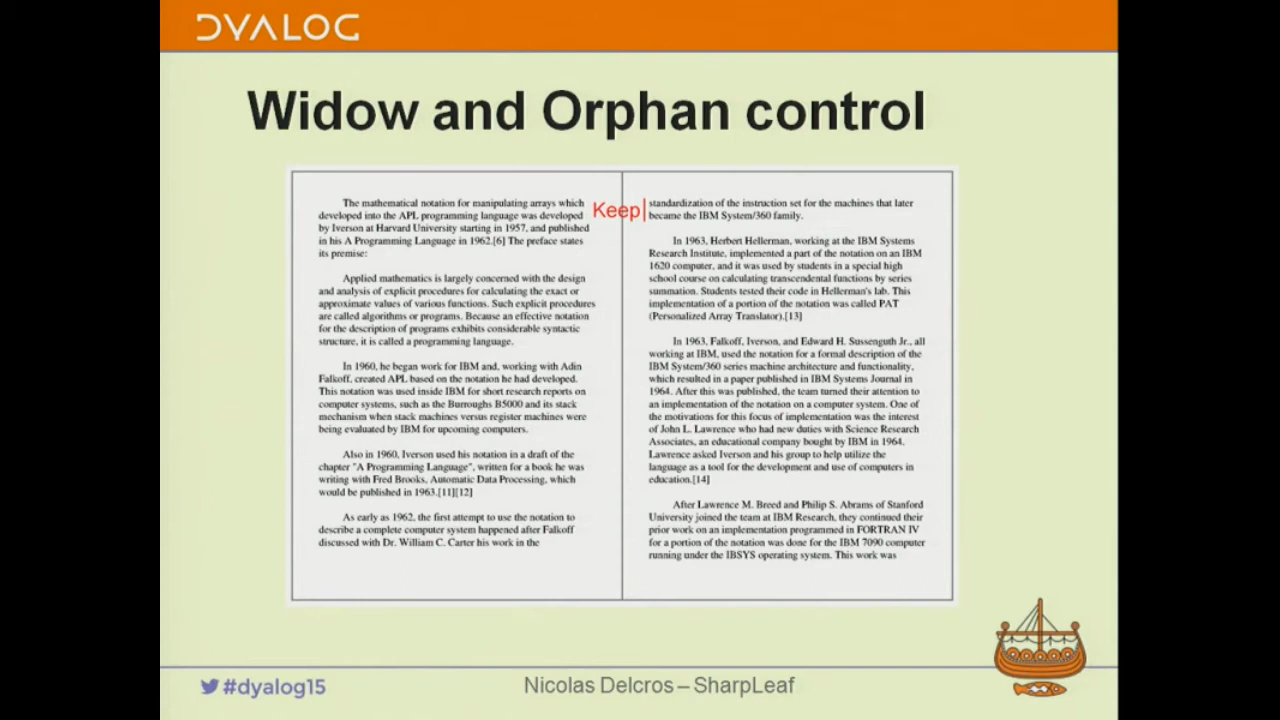 DYALOG
Widow and Orphan control
The mathematical notation for manipulating arrays which
developed into the APL programming language was developed
by Iverson at Harvard University starting in 1957, and published
in his A Programming Language in 1962.[6] The preface states
its premise:
Applied mathematics is largely concerned with the design
and analysis of explicit procedures for calculating the exact or
approximate values of various functions. Such explicit procedures
are called algorithms or programs. Because an effective notation
for the description of programs exhibits considerable syntactic
structure, it is called a programming language.
In 1960, he began work for IBM and, working with Adin
Falkoff, created APL based on the notation he had developed.
This notation was used inside IBM for short research reports on
computer systems, such as the Burroughs B5000 and its stack
mechanism when stack machines versus register machines were
being evaluated by IBM for upcoming computers.
Also in 1960, Iverson used his notation in a draft of the
chapter "A Programming Language", written for a book he was
writing with Fred Brooks, Automatic Data Processing, which
would be published in 1963.[11][12]
As early as 1962, the first attempt to use the notation to
describe a complete computer system happened after Falkoff
discussed with Dr. William C. Carter his work in the
Keep
standardization of the instruction set for the machines that later
became the IBM System/360 family.
In 1963, Herbert Hellerman, working at the IBM Systems
Research Institute, implemented a part of the notation on an IBM
1620 computer, and it was used by students in a special high
school course on calculating transcendental functions by series
summation. Students tested their code in Hellerman's lab. This
implementation of a portion of the notation was called PAT
(Personalized Array Translator).[13]
In 1963, Falkoff, Iverson, and Edward H. Sussenguth Jr., all
working at IBM, used the notation for a formal description of the
IBM System/360 series machine architecture and functionality,
which resulted in a paper published in IBM Systems Journal in
1964. After this was published, the team turned their attention to
an implementation of the notation on a computer system. One of
the motivations for this focus of implementation was the interest
of John L. Lawrence who had new duties with Science Research
Associates, an educational company bought by IBM in 1964.
Lawrence asked Iverson and his group to help utilize the
language as a tool for the development and use of computers in
education.[14]
After Lawrence M. Breed and Philip S. Abrams of Stanford
University joined the team at IBM Research, they continued their
prior work on an implementation programmed in FORTRAN IV
for a portion of the notation was done for the IBM 7090 computer
running under the IBSYS operating system. This work was
#dyalog15
Nicolas Delcros – SharpLeaf